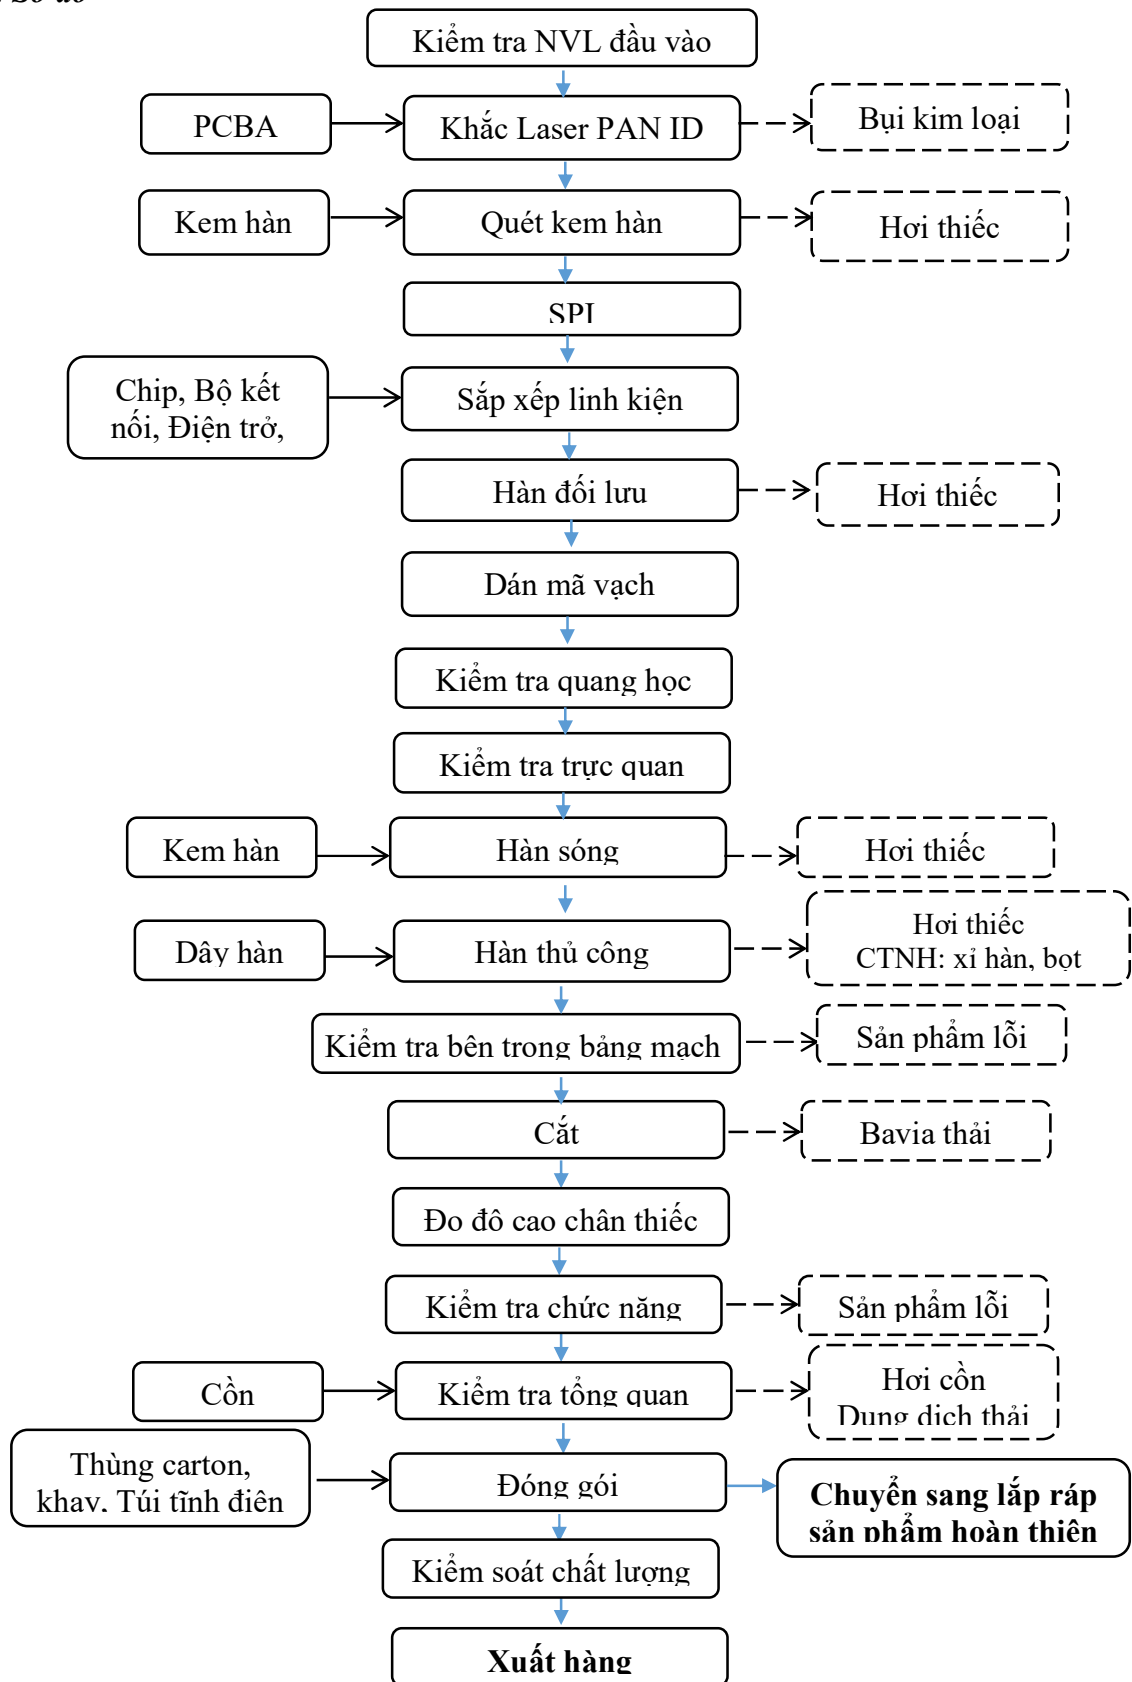 Sơ đồ
Kiểm tra NVL đầu vào
PCBA
Khắc Laser PAN ID
Bụi kim loại
Kem hàn
Quét kem hàn
Hơi thiếc
SPI
Chip, Bộ kết
nối, Điện trở,
Sắp xếp linh kiện
Hàn đối lưu
Hơi thiếc
Dán mã vạch
Kiểm tra quang học
Kiểm tra trực quan
Kem hàn
Hàn sóng
Hơi thiếc
Dây hàn
Hàn thủ công
Hơi thiếc
CTNH: xỉ hàn, bọt
Kiểm tra bên trong bảng mạch
Sản phẩm lỗi
Cắt
Bavia thải
Đo đô cao chân thiếc
Kiểm tra chức năng
Sản phẩm lỗi
Cồn
Kiểm tra tổng quan
Hơi cồn
Dung dịch thải
Thùng carton,
khay, Túi tĩnh điện
Đóng gói
Chuyển sang lắp ráp
sản phẩm hoàn thiện
Kiểm soát chất lượng
Xuất hàng